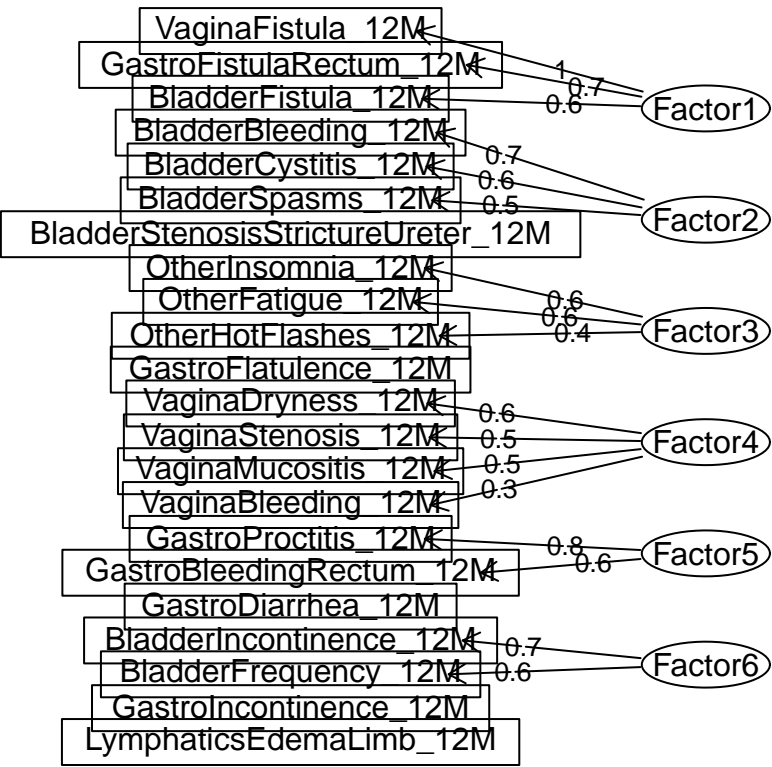 VaginaFistula_12M
GastroFistulaRectum_12M
1
0.7
BladderFistula_12M
0.6
Factor1
BladderBleeding_12M
0.7
BladderCystitis_12M
0.6
BladderSpasms_12M
0.5
Factor2
BladderStenosisStrictureUreter_12M
OtherInsomnia_12M
0.6
OtherFatigue_12M
0.6
OtherHotFlashes_12M
0.4
Factor3
GastroFlatulence_12M
VaginaDryness_12M
0.6
VaginaStenosis_12M
0.5
Factor4
VaginaMucositis_12M
0.5
VaginaBleeding_12M
0.3
GastroProctitis_12M
0.8
Factor5
GastroBleedingRectum_12M
0.6
GastroDiarrhea_12M
BladderIncontinence_12M
0.7
BladderFrequency_12M
0.6
Factor6
GastroIncontinence_12M
LymphaticsEdemaLimb_12M